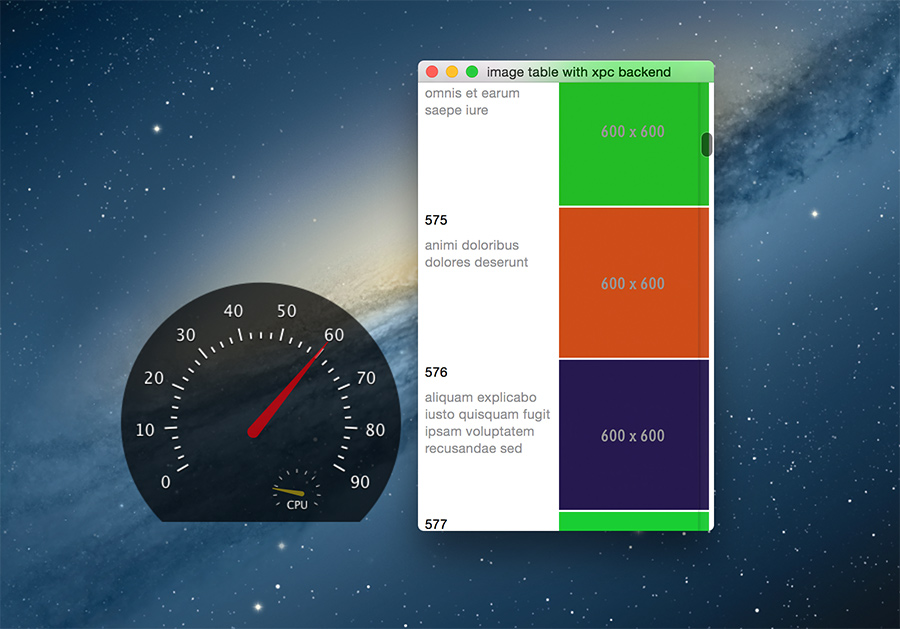 0
10
20
30
40
50
60
70
80
90
CPU
image table with xpc backend
omnis et earum
saepe iure
600 x 600
575
animi doloribus
dolores deserunt
600 x 600
576
aliquam explicabo
iusto quisquam fugit
ipsam voluptatem
recusandae sed
600 x 600
577